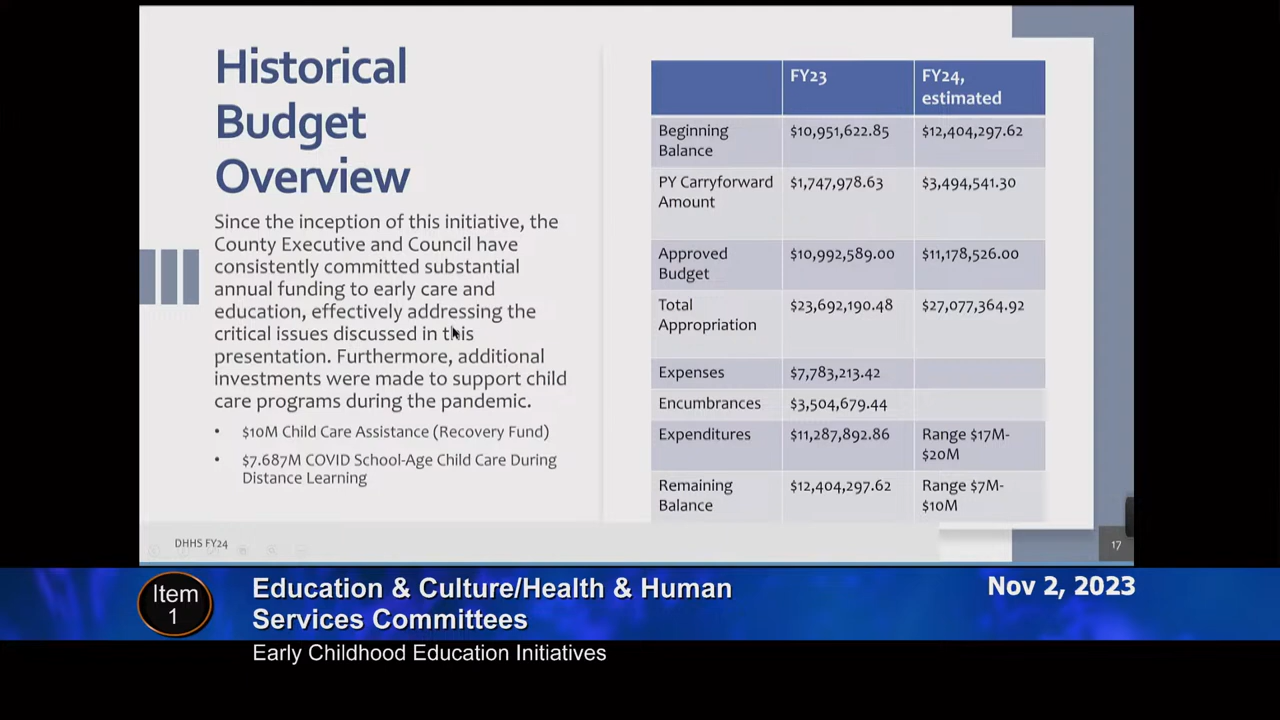 Historical
Budget
Overview
Since the inception of this initiative, the
County Executive and Council have
consistently committed substantial
annual funding to early care and
education, effectively addressing the
critical issues discussed in this
presentation. Furthermore, additional
investments were made to support child
care programs during the pandemic.
• $10M Child Care Assistance (Recovery Fund)
• $7.687M COVID School-Age Child Care During
Distance Learning
FY23 FY24,
estimated
Beginning $10,951,622.85 $12,404,297.62
Balance
PY Carryforward $1,747,978.63 $3,494,541.30
Amount
Approved $10,992,589.00 $11,178,526.00
Budget
Total $23,692,190.48 $27,077,364.92
Appropriation
Expenses $7,783,213.42
Encumbrances $3,504,679.44
Expenditures $11,287,892.86 Range $17M-
$20M
Remaining $12,404,297.62 Range $7M-
Balance $10M
DHHS FY24
17
Item
1
Education & Culture/Health & Human
Services Committees
Nov 2, 2023
Early Childhood Education Initiatives